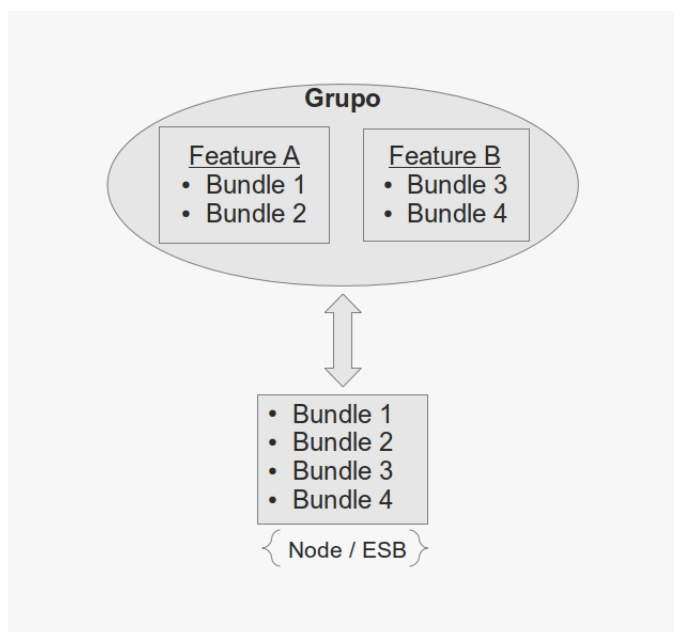 Grupo
Feature A
• Bundle 1
• Bundle 2
Feature B
• Bundle 3
• Bundle 4
• Bundle 1
• Bundle 2
• Bundle 3
• Bundle 4
Node / ESB